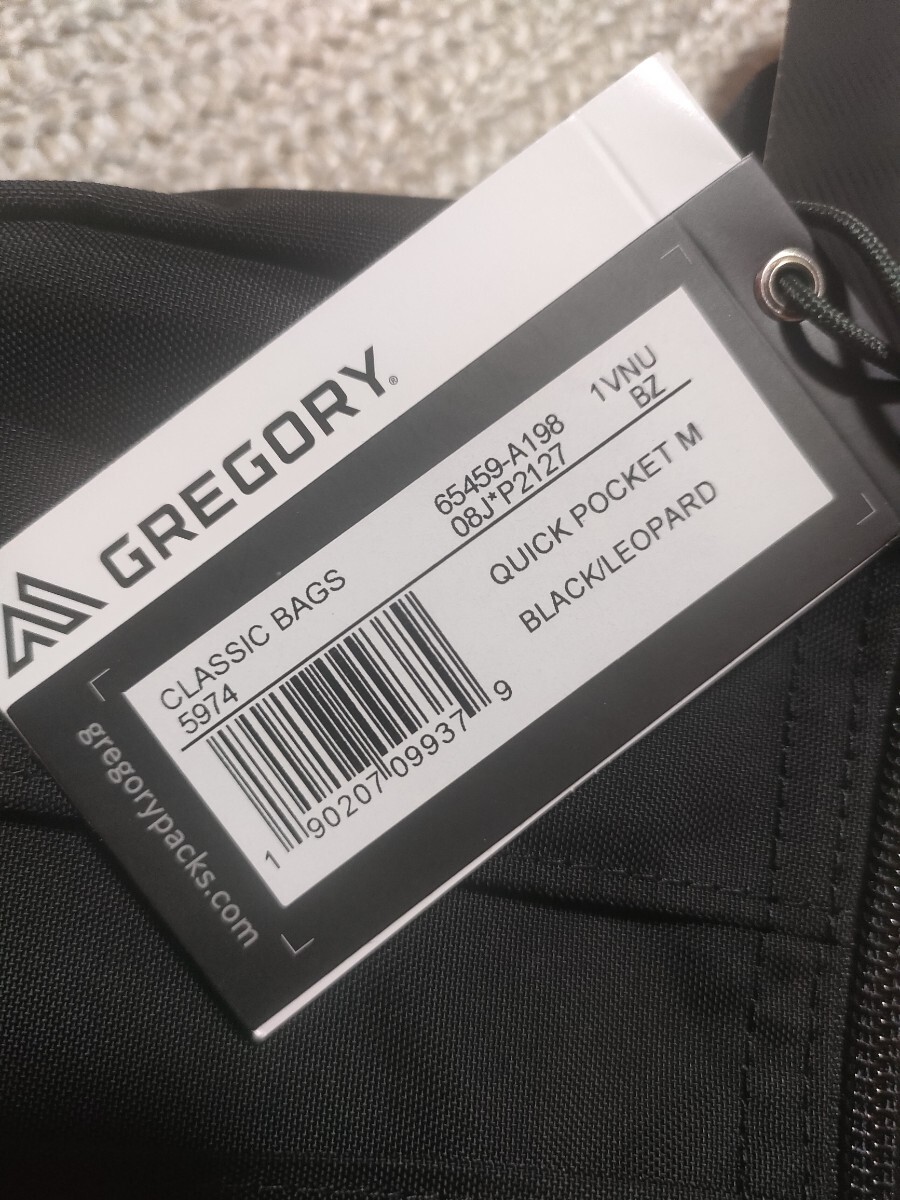 GREGORY®
CLASSIC BAGS 65459-A198 1VNU
5974 08J*P2127 BZ
QUICK POCKET M
BLACK/LEOPARD
1 90207 09937 9
gregorypacks.com